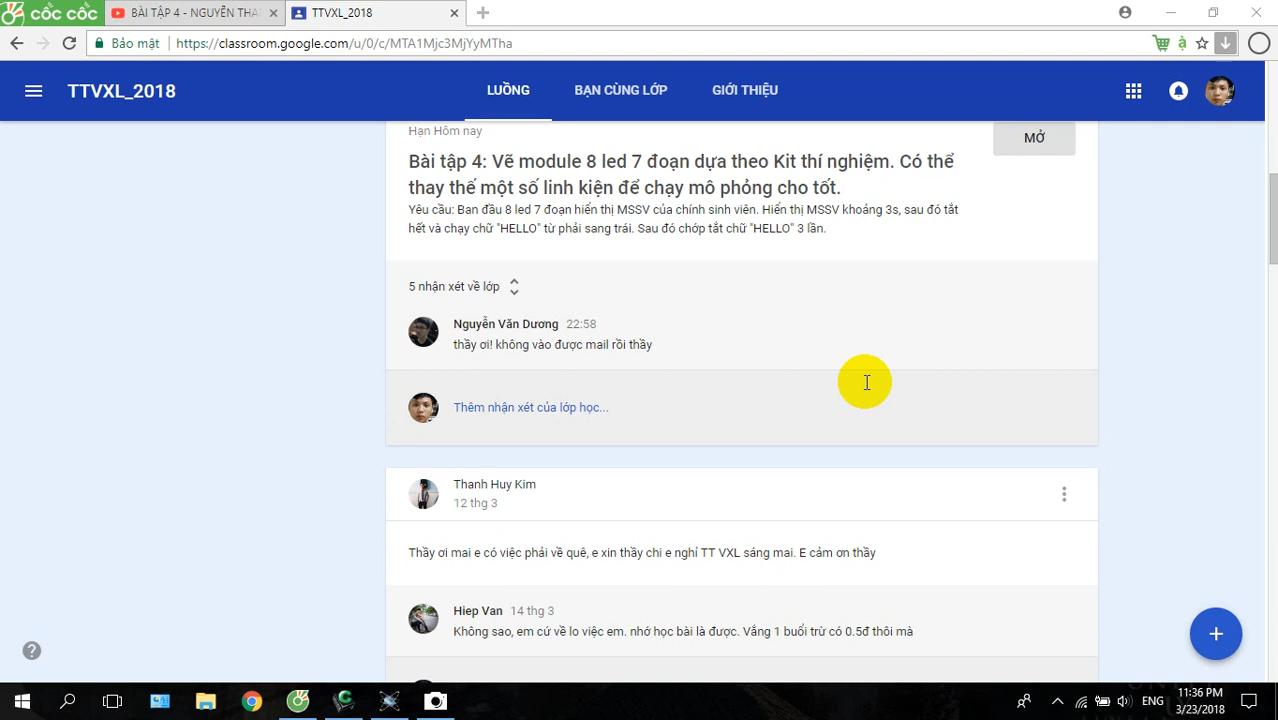 cốc cốc
BÀI TẬP 4 - NGUYỄN THA
TTVXL_2018
Bảo mật
https://classroom.google.com/u/0/c/MTA1Mjc3MjYyMTha
TTVXL_2018
LUỒNG
BẠN CÙNG LỚP
GIỚI THIỆU
Hạn Hôm nay
MỞ
Bài tập 4: Vẽ module 8 led 7 đoạn dựa theo Kit thí nghiệm. Có thể
thay thế một số linh kiện để chạy mô phỏng cho tốt.
Yêu cầu: Ban đầu 8 led 7 đoạn hiển thị MSSV của chính sinh viên. Hiển thị MSSV khoảng 3s, sau đó tắt
hết và chạy chữ "HELLO" từ phải sang trái. Sau đó chớp tắt chữ "HELLO" 3 lần.
5 nhận xét về lớp
Nguyễn Văn Dương 22:58
thầy ơi! không vào được mail rồi thầy
Thêm nhận xét của lớp học...
Thanh Huy Kim
12 thg 3
Thầy ơi mai e có việc phải về quê, e xin thầy chi e nghỉ TT VXL sáng mai. E cảm ơn thầy
Hiep Van 14 thg 3
Không sao, em cứ về lo việc em. nhớ học bài là được. Vắng 1 buổi trừ có 0.5đ thôi mà
ENG
11:36 PM
3/23/2018